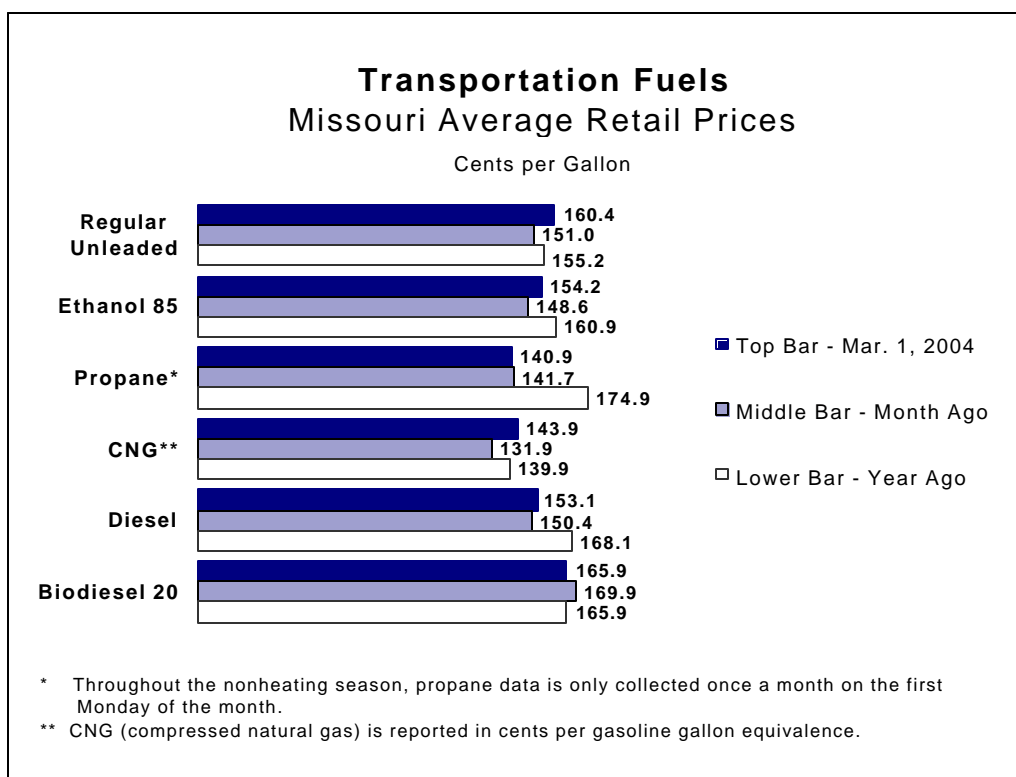 Transportation Fuels
Missouri Average Retail Prices
Cents per Gallon
Regular
Unleaded
160.4
151.0
155.2
Ethanol 85
154.2
148.6
160.9
Propane*
140.9
141.7
174.9
CNG**
143.9
131.9
139.9
Diesel
153.1
150.4
168.1
Biodiesel 20
165.9
169.9
165.9
Top Bar - Mar. 1, 2004
Middle Bar - Month Ago
Lower Bar - Year Ago
* Throughout the nonheating season, propane data is only collected once a month on the first
Monday of the month.
** CNG (compressed natural gas) is reported in cents per gasoline gallon equivalence.